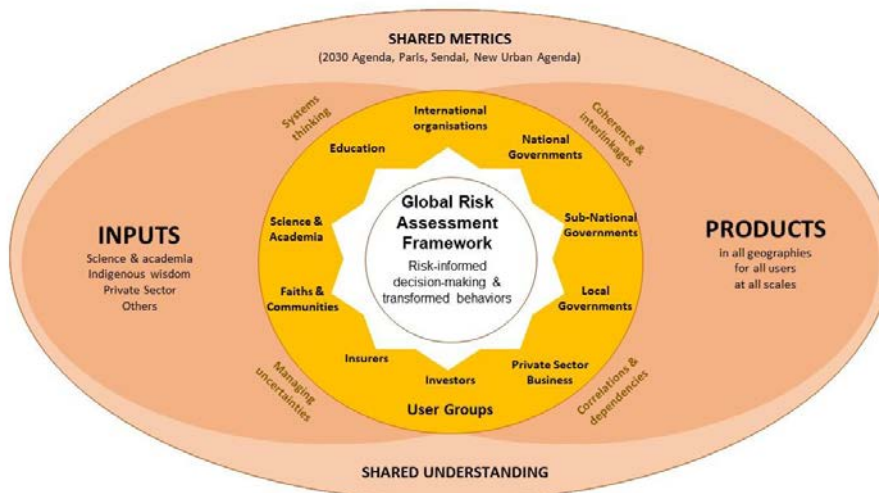 SHARED METRICS
(2030 Agenda, Paris, Sendai, New Urban Agenda)
Systems
thinking
Coherence &
interlinkages
International
organisations
Education
National
Governments
Science &
Academia
Sub-National
Governments
Faiths &
Communities
Local
Governments
Insurers
Investors
Private Sector
Business
User Groups
Global Risk
Assessment
Framework
Risk-informed
decision-making &
transformed behaviors
INPUTS
Science & academia
Indigenous wisdom
Private Sector
Others
PRODUCTS
in all geographies
for all users
at all scales
Managing
uncertainties
Correlations &
dependencies
SHARED UNDERSTANDING